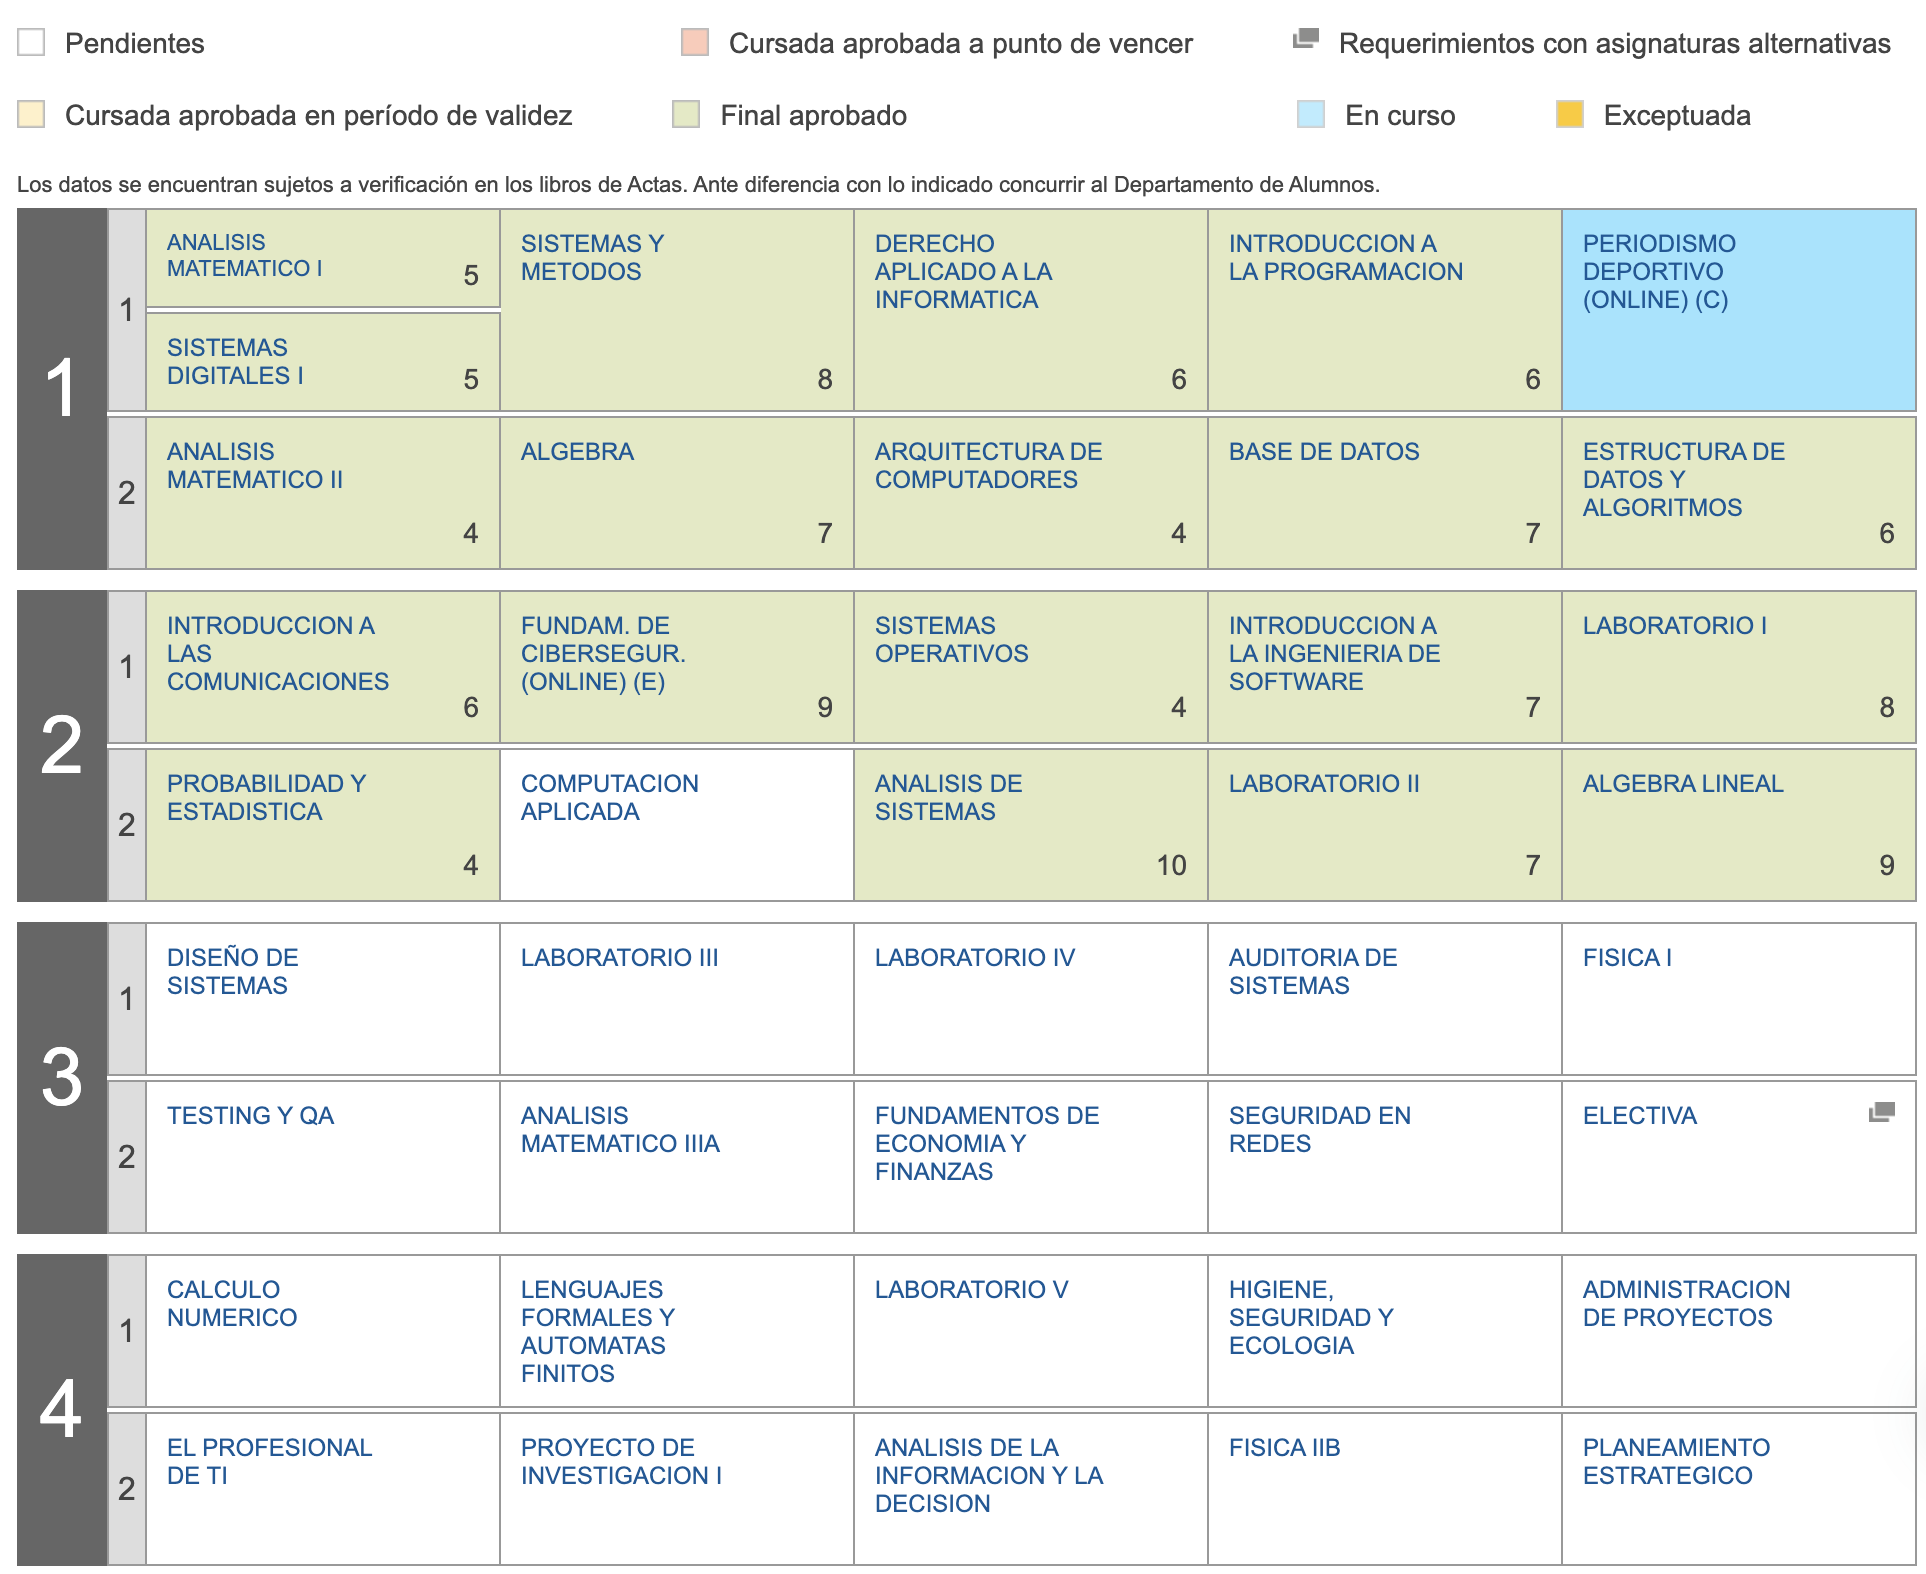 Pendientes
Cursada aprobada a punto de vencer
Requerimientos con asignaturas alternativas
Cursada aprobada en período de validez
Final aprobado
En curso
Exceptuada
Los datos se encuentran sujetos a verificación en los libros de Actas. Ante diferencia con lo indicado concurrir al Departamento de Alumnos.
1
1
ANALISIS
MATEMATICO I
5
SISTEMAS
DIGITALES I
5
SISTEMAS Y
METODOS
8
DERECHO
APLICADO A LA
INFORMATICA
6
INTRODUCCION A
LA PROGRAMACION
6
PERIODISMO
DEPORTIVO
(ONLINE) (C)
2
ANALISIS
MATEMATICO II
4
ALGEBRA
7
ARQUITECTURA DE
COMPUTADORES
4
BASE DE DATOS
7
ESTRUCTURA DE
DATOS Y
ALGORITMOS
6
2
1
INTRODUCCION A
LAS
COMUNICACIONES
6
FUNDAM. DE
CIBERSEGUR.
(ONLINE) (E)
9
SISTEMAS
OPERATIVOS
4
INTRODUCCION A
LA INGENIERIA DE
SOFTWARE
7
LABORATORIO I
8
2
PROBABILIDAD Y
ESTADISTICA
4
COMPUTACION
APLICADA
ANALISIS DE
SISTEMAS
10
LABORATORIO II
7
ALGEBRA LINEAL
9
3
1
DISEÑO DE
SISTEMAS
LABORATORIO III
LABORATORIO IV
AUDITORIA DE
SISTEMAS
FISICA I
2
TESTING Y QA
ANALISIS
MATEMATICO IIIA
FUNDAMENTOS DE
ECONOMIA Y
FINANZAS
SEGURIDAD EN
REDES
ELECTIVA
4
1
CALCULO
NUMERICO
LENGUAJES
FORMALES Y
AUTOMATAS
FINITOS
LABORATORIO V
HIGIENE,
SEGURIDAD Y
ECOLOGIA
ADMINISTRACION
DE PROYECTOS
2
EL PROFESIONAL
DE TI
PROYECTO DE
INVESTIGACION I
ANALISIS DE LA
INFORMACION Y LA
DECISION
FISICA IIB
PLANEAMIENTO
ESTRATEGICO